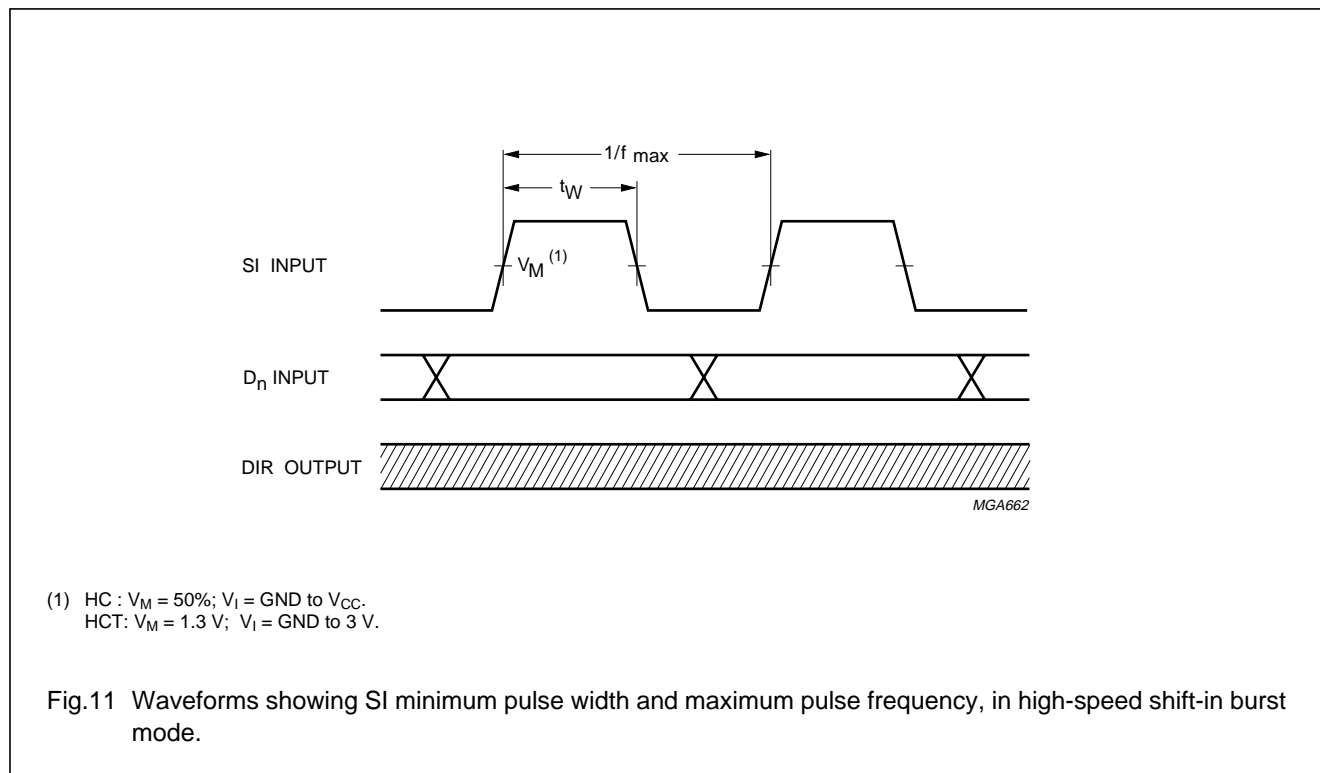 1/f max
tW
SI INPUT
VM (1)
Dn INPUT
DIR OUTPUT
MGA662
(1) HC : VM = 50%; VI = GND to VCC.
HCT: VM = 1.3 V; VI = GND to 3 V.
Fig.11 Waveforms showing SI minimum pulse width and maximum pulse frequency, in high-speed shift-in burst
mode.